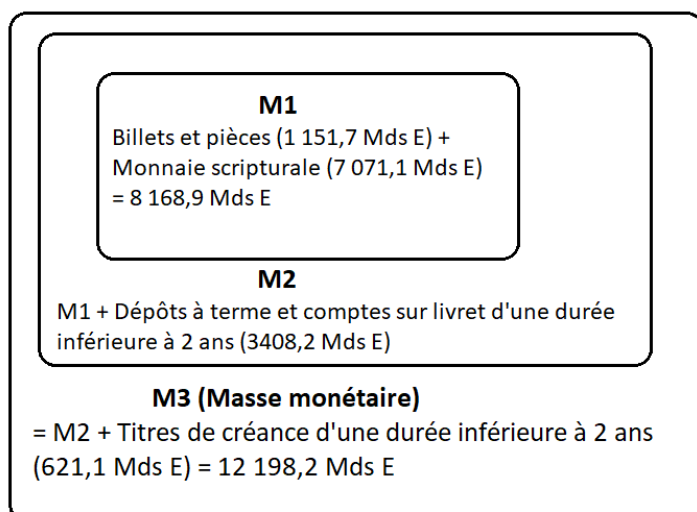 M1
Billets et pièces (1 151,7 Mds E) +
Monnaie scripturale (7 071,1 Mds E)
= 8 168,9 Mds E
M2
M1 + Dépôts à terme et comptes sur livret d'une durée
inférieure à 2 ans (3408,2 Mds E)
M3 (Masse monétaire)
= M2 + Titres de créance d'une durée inférieure à 2 ans
(621,1 Mds E) = 12 198,2 Mds E